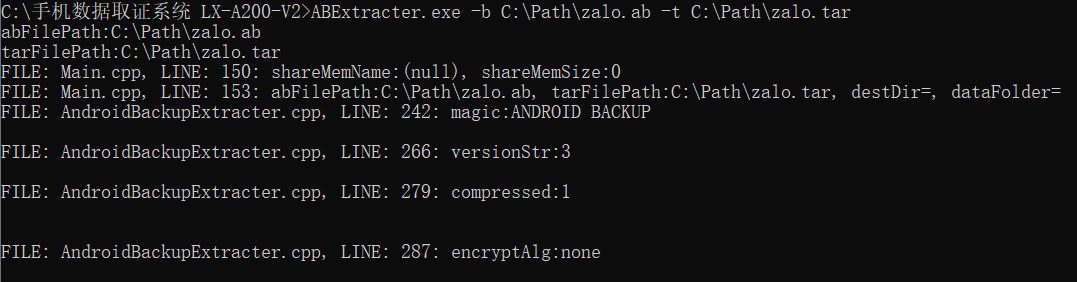 C:\手机数据取证系统 LX-A200-V2>ABExtracter.exe -b C:\Path\zalo.ab -t C:\Path\zalo.tar
abFilePath:C:\Path\zalo.ab
tarFilePath:C:\Path\zalo.tar
FILE: Main.cpp, LINE: 150: shareMemName:(null), shareMemSize:0
FILE: Main.cpp, LINE: 153: abFilePath:C:\Path\zalo.ab, tarFilePath:C:\Path\zalo.tar, destDir=, dataFolder=
FILE: AndroidBackupExtracter.cpp, LINE: 242: magic:ANDROID BACKUP
FILE: AndroidBackupExtracter.cpp, LINE: 266: versionStr:3
FILE: AndroidBackupExtracter.cpp, LINE: 279: compressed:1
FILE: AndroidBackupExtracter.cpp, LINE: 287: encryptAlg:none